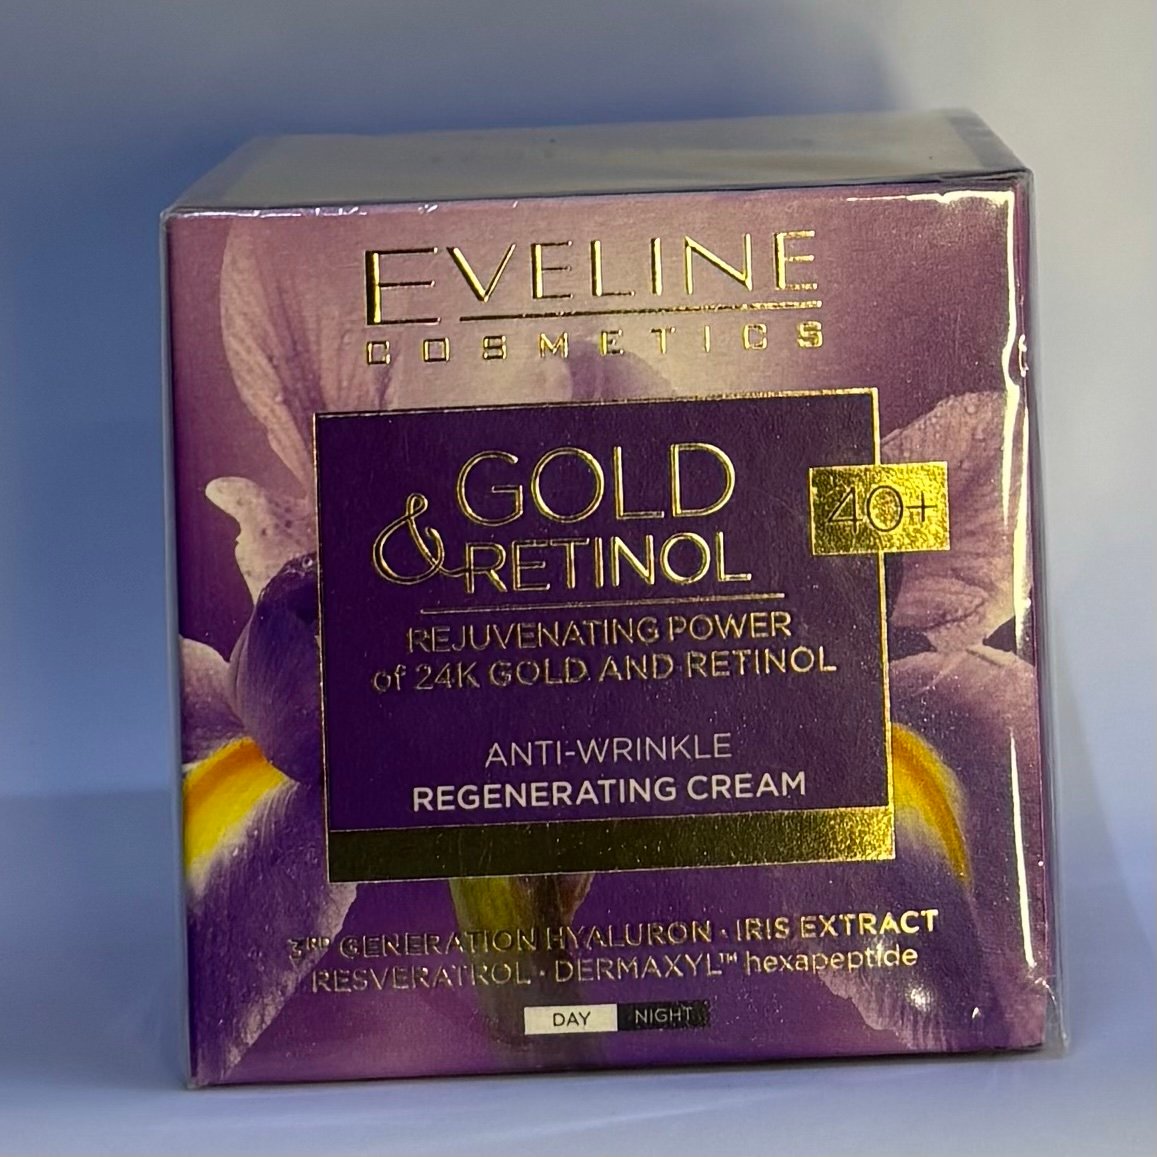 EVELINE
COSMETICS
GOLD
& RETINOL
40+
REJUVENATING POWER
of 24K GOLD AND RETINOL
ANTI-WRINKLE
REGENERATING CREAM
3RD GENERATION HYALURON · IRIS EXTRACT
RESVERATROL · DERMAXYL™ hexapeptide
DAY NIGHT